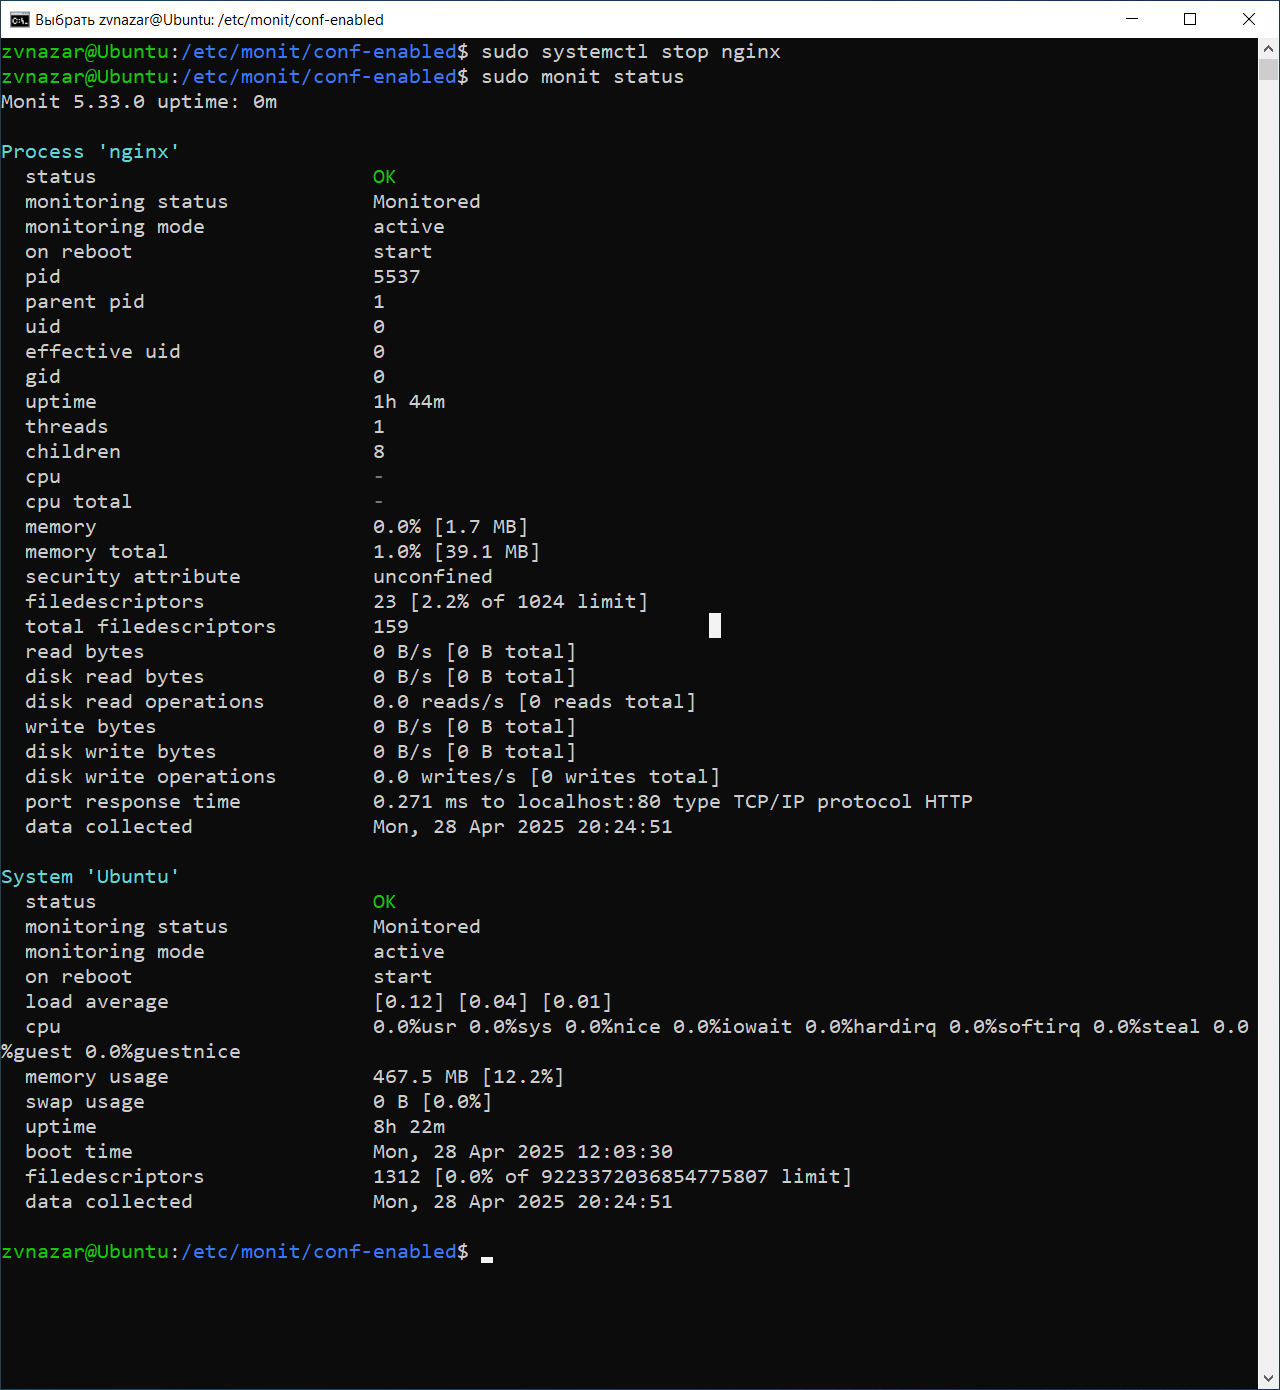 Выбрать zvnazar@Ubuntu: /etc/monit/conf-enabled
zvnazar@Ubuntu:/etc/monit/conf-enabled$ sudo systemctl stop nginx
zvnazar@Ubuntu:/etc/monit/conf-enabled$ sudo monit status
Monit 5.33.0 uptime: 0m
Process 'nginx'
status OK
monitoring status Monitored
monitoring mode active
on reboot start
pid 5537
parent pid 1
uid 0
effective uid 0
gid 0
uptime 1h 44m
threads 1
children 8
cpu -
cpu total -
memory 0.0% [1.7 MB]
memory total 1.0% [39.1 MB]
security attribute unconfined
filedescriptors 23 [2.2% of 1024 limit]
total filedescriptors 159
read bytes 0 B/s [0 B total]
disk read bytes 0 B/s [0 B total]
disk read operations 0.0 reads/s [0 reads total]
write bytes 0 B/s [0 B total]
disk write bytes 0 B/s [0 B total]
disk write operations 0.0 writes/s [0 writes total]
port response time 0.271 ms to localhost:80 type TCP/IP protocol HTTP
data collected Mon, 28 Apr 2025 20:24:51
System 'Ubuntu'
status OK
monitoring status Monitored
monitoring mode active
on reboot start
load average [0.12] [0.04] [0.01]
cpu 0.0%usr 0.0%sys 0.0%nice 0.0%iowait 0.0%hardirq 0.0%softirq 0.0%steal 0.0
%guest 0.0%guestnice
memory usage 467.5 MB [12.2%]
swap usage 0 B [0.0%]
uptime 8h 22m
boot time Mon, 28 Apr 2025 12:03:30
filedescriptors 1312 [0.0% of 9223372036854775807 limit]
data collected Mon, 28 Apr 2025 20:24:51
zvnazar@Ubuntu:/etc/monit/conf-enabled$